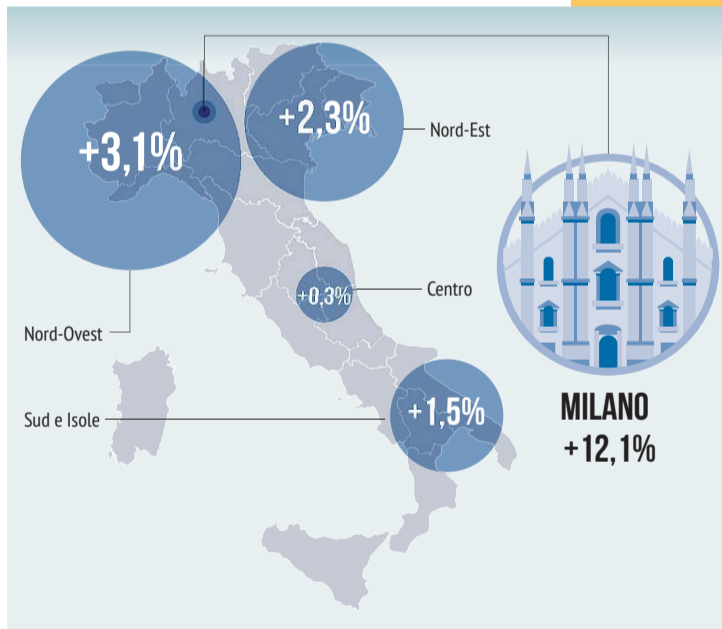 +3,1%
+2,3%
Nord-Est
+0,3%
Centro
Nord-Ovest
+1,5%
Sud e Isole
MILANO
+12,1%